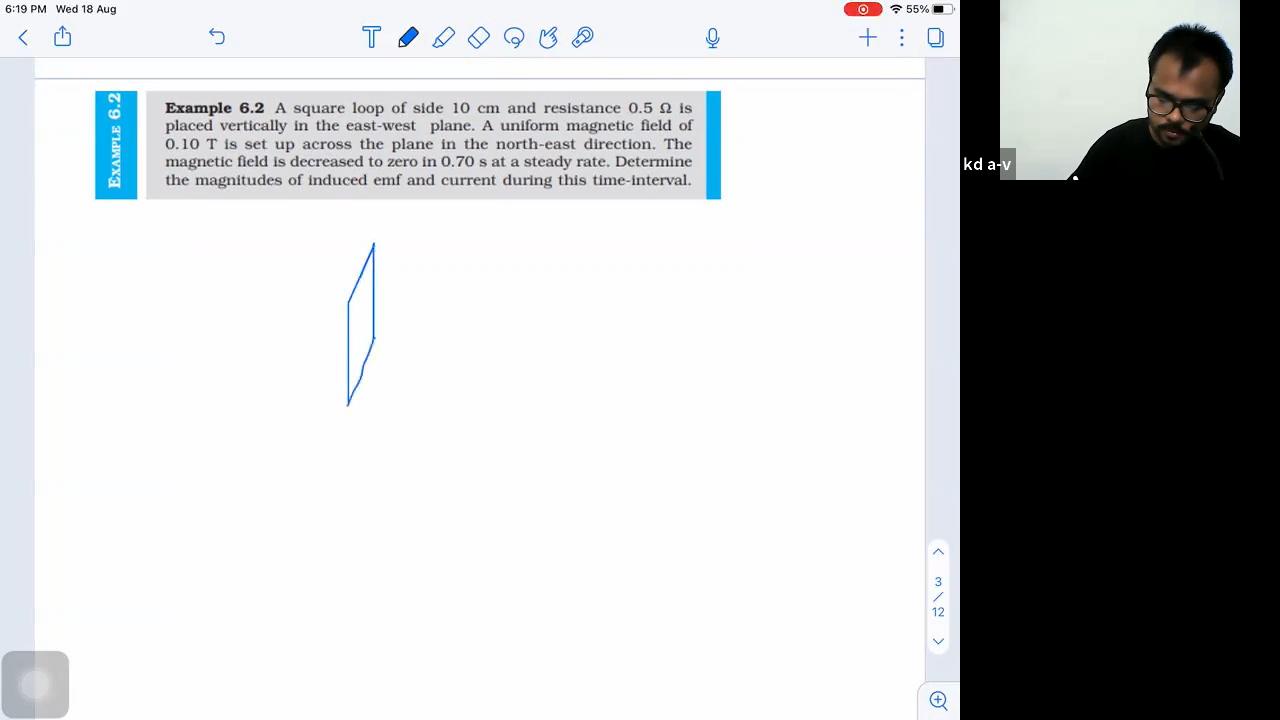 6:19 PM Wed 18 Aug
55%
EXAMPLE 6.2
Example 6.2 A square loop of side 10 cm and resistance 0.5 Ω is
placed vertically in the east-west plane. A uniform magnetic field of
0.10 T is set up across the plane in the north-east direction. The
magnetic field is decreased to zero in 0.70 s at a steady rate. Determine
the magnitudes of induced emf and current during this time-interval.
kd a-v
3
/
12